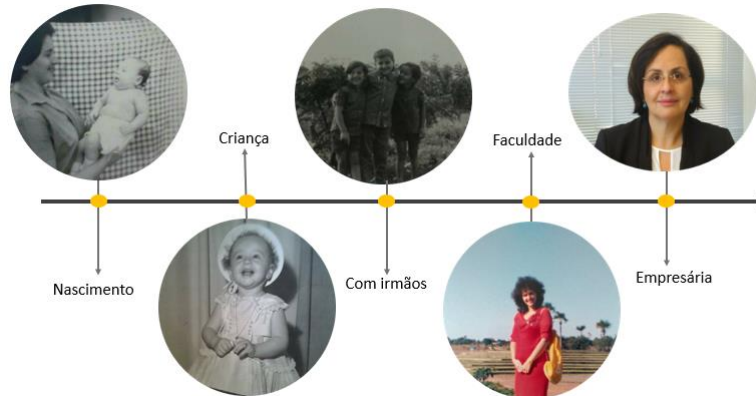 Nascimento
Criança
Com irmãos
Faculdade
Empresária